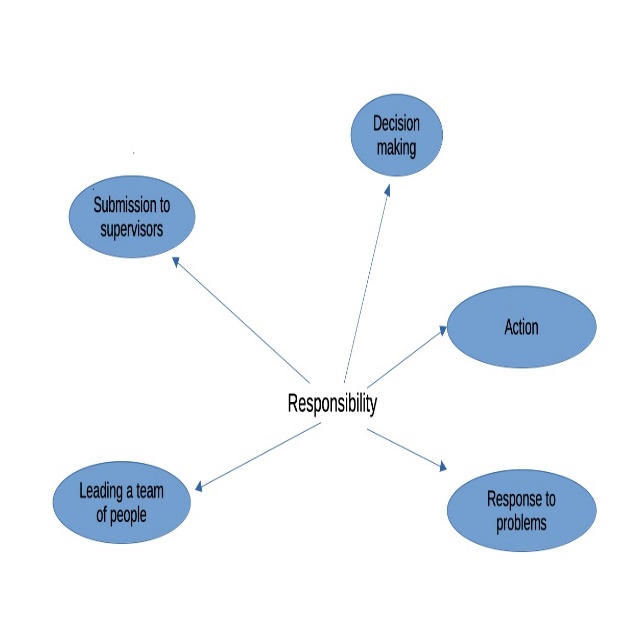 Decision
making
Submission to
supervisors
Action
Responsibility
Leading a team
of people
Response to
problems